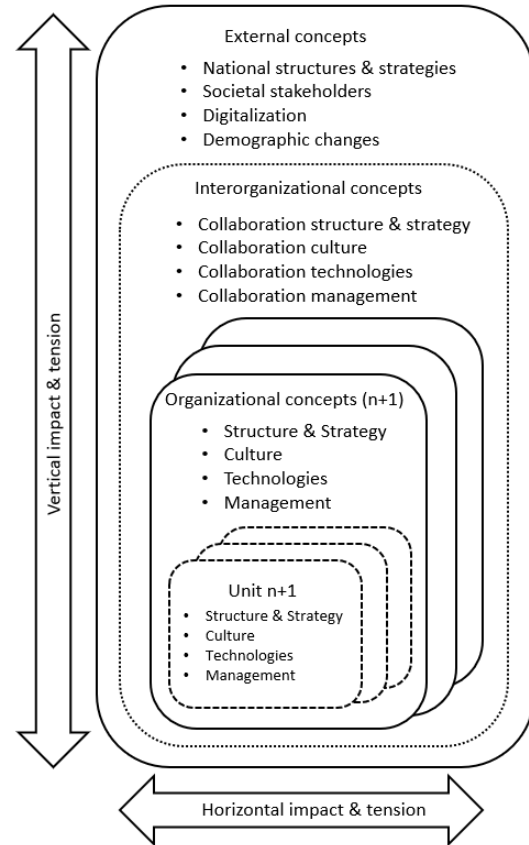 External concepts
• National structures & strategies
• Societal stakeholders
• Digitalization
• Demographic changes
Interorganizational concepts
• Collaboration structure & strategy
• Collaboration culture
• Collaboration technologies
• Collaboration management
Organizational concepts (n+1)
• Structure & Strategy
• Culture
• Technologies
• Management
Unit n+1
• Structure & Strategy
• Culture
• Technologies
• Management
Vertical impact & tension
Horizontal impact & tension